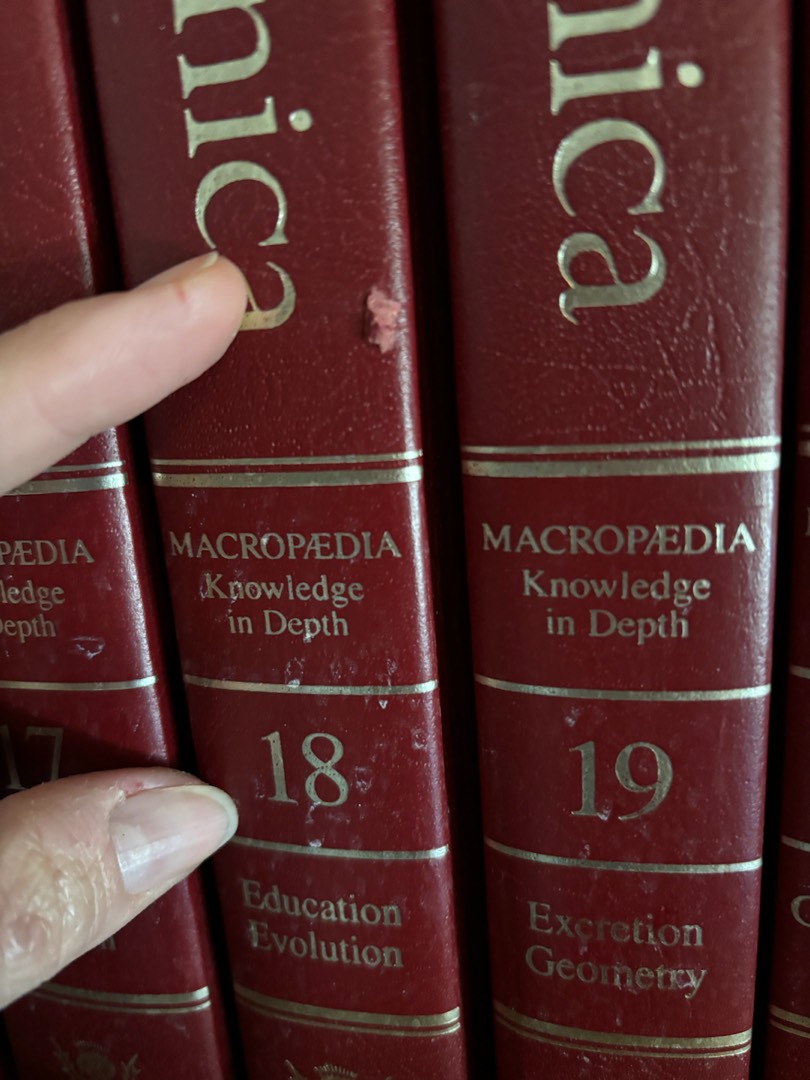 nica
nica
PÆDIA
ledge
Depth
17
MACROPÆDIA
Knowledge
in Depth
18
Education
Evolution
MACROPÆDIA
Knowledge
in Depth
19
Excretion
Geometry